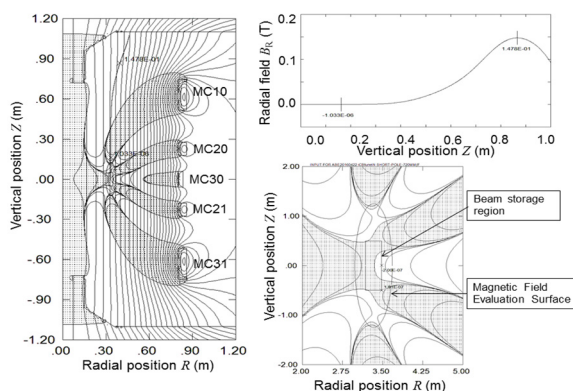 1.20
.90
.60
.30
.00
-.30
-.60
-.90
-1.20
Vertical position Z (m)
1.478E-01
-1.033E-06
MC10
MC20
MC30
MC21
MC31
.00 .30 .60 .90 1.20
Radial position R (m)
Radial field BR (T)
0.2
0.1
0.0
1.478E-01
-1.033E-06
Vertical position Z (m)
0.0 0.2 0.4 0.6 0.8 1.0
2.00
1.00
.00
-1.00
-2.00
Vertical position Z (m)
2.00 2.75 3.50 4.25 5.00
Radial position R (m)
Beam storage
region
Magnetic Field
Evaluation Surface